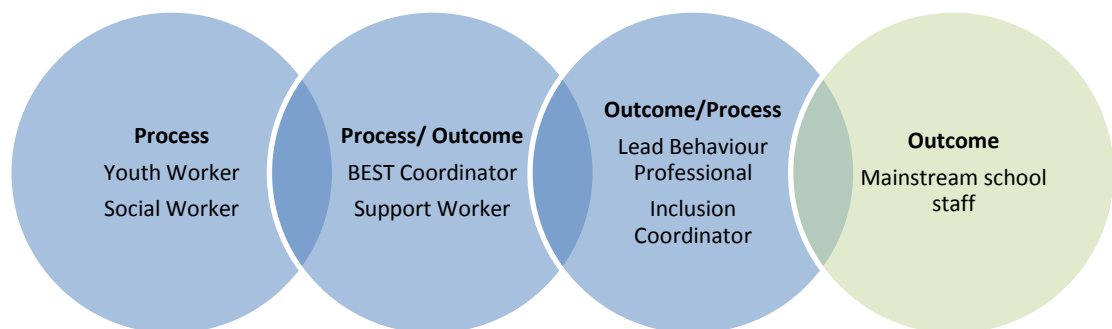 Process
Youth Worker
Social Worker
Process/ Outcome
BEST Coordinator
Support Worker
Outcome/Process
Lead Behaviour
Professional
Inclusion
Coordinator
Outcome
Mainstream school
staff